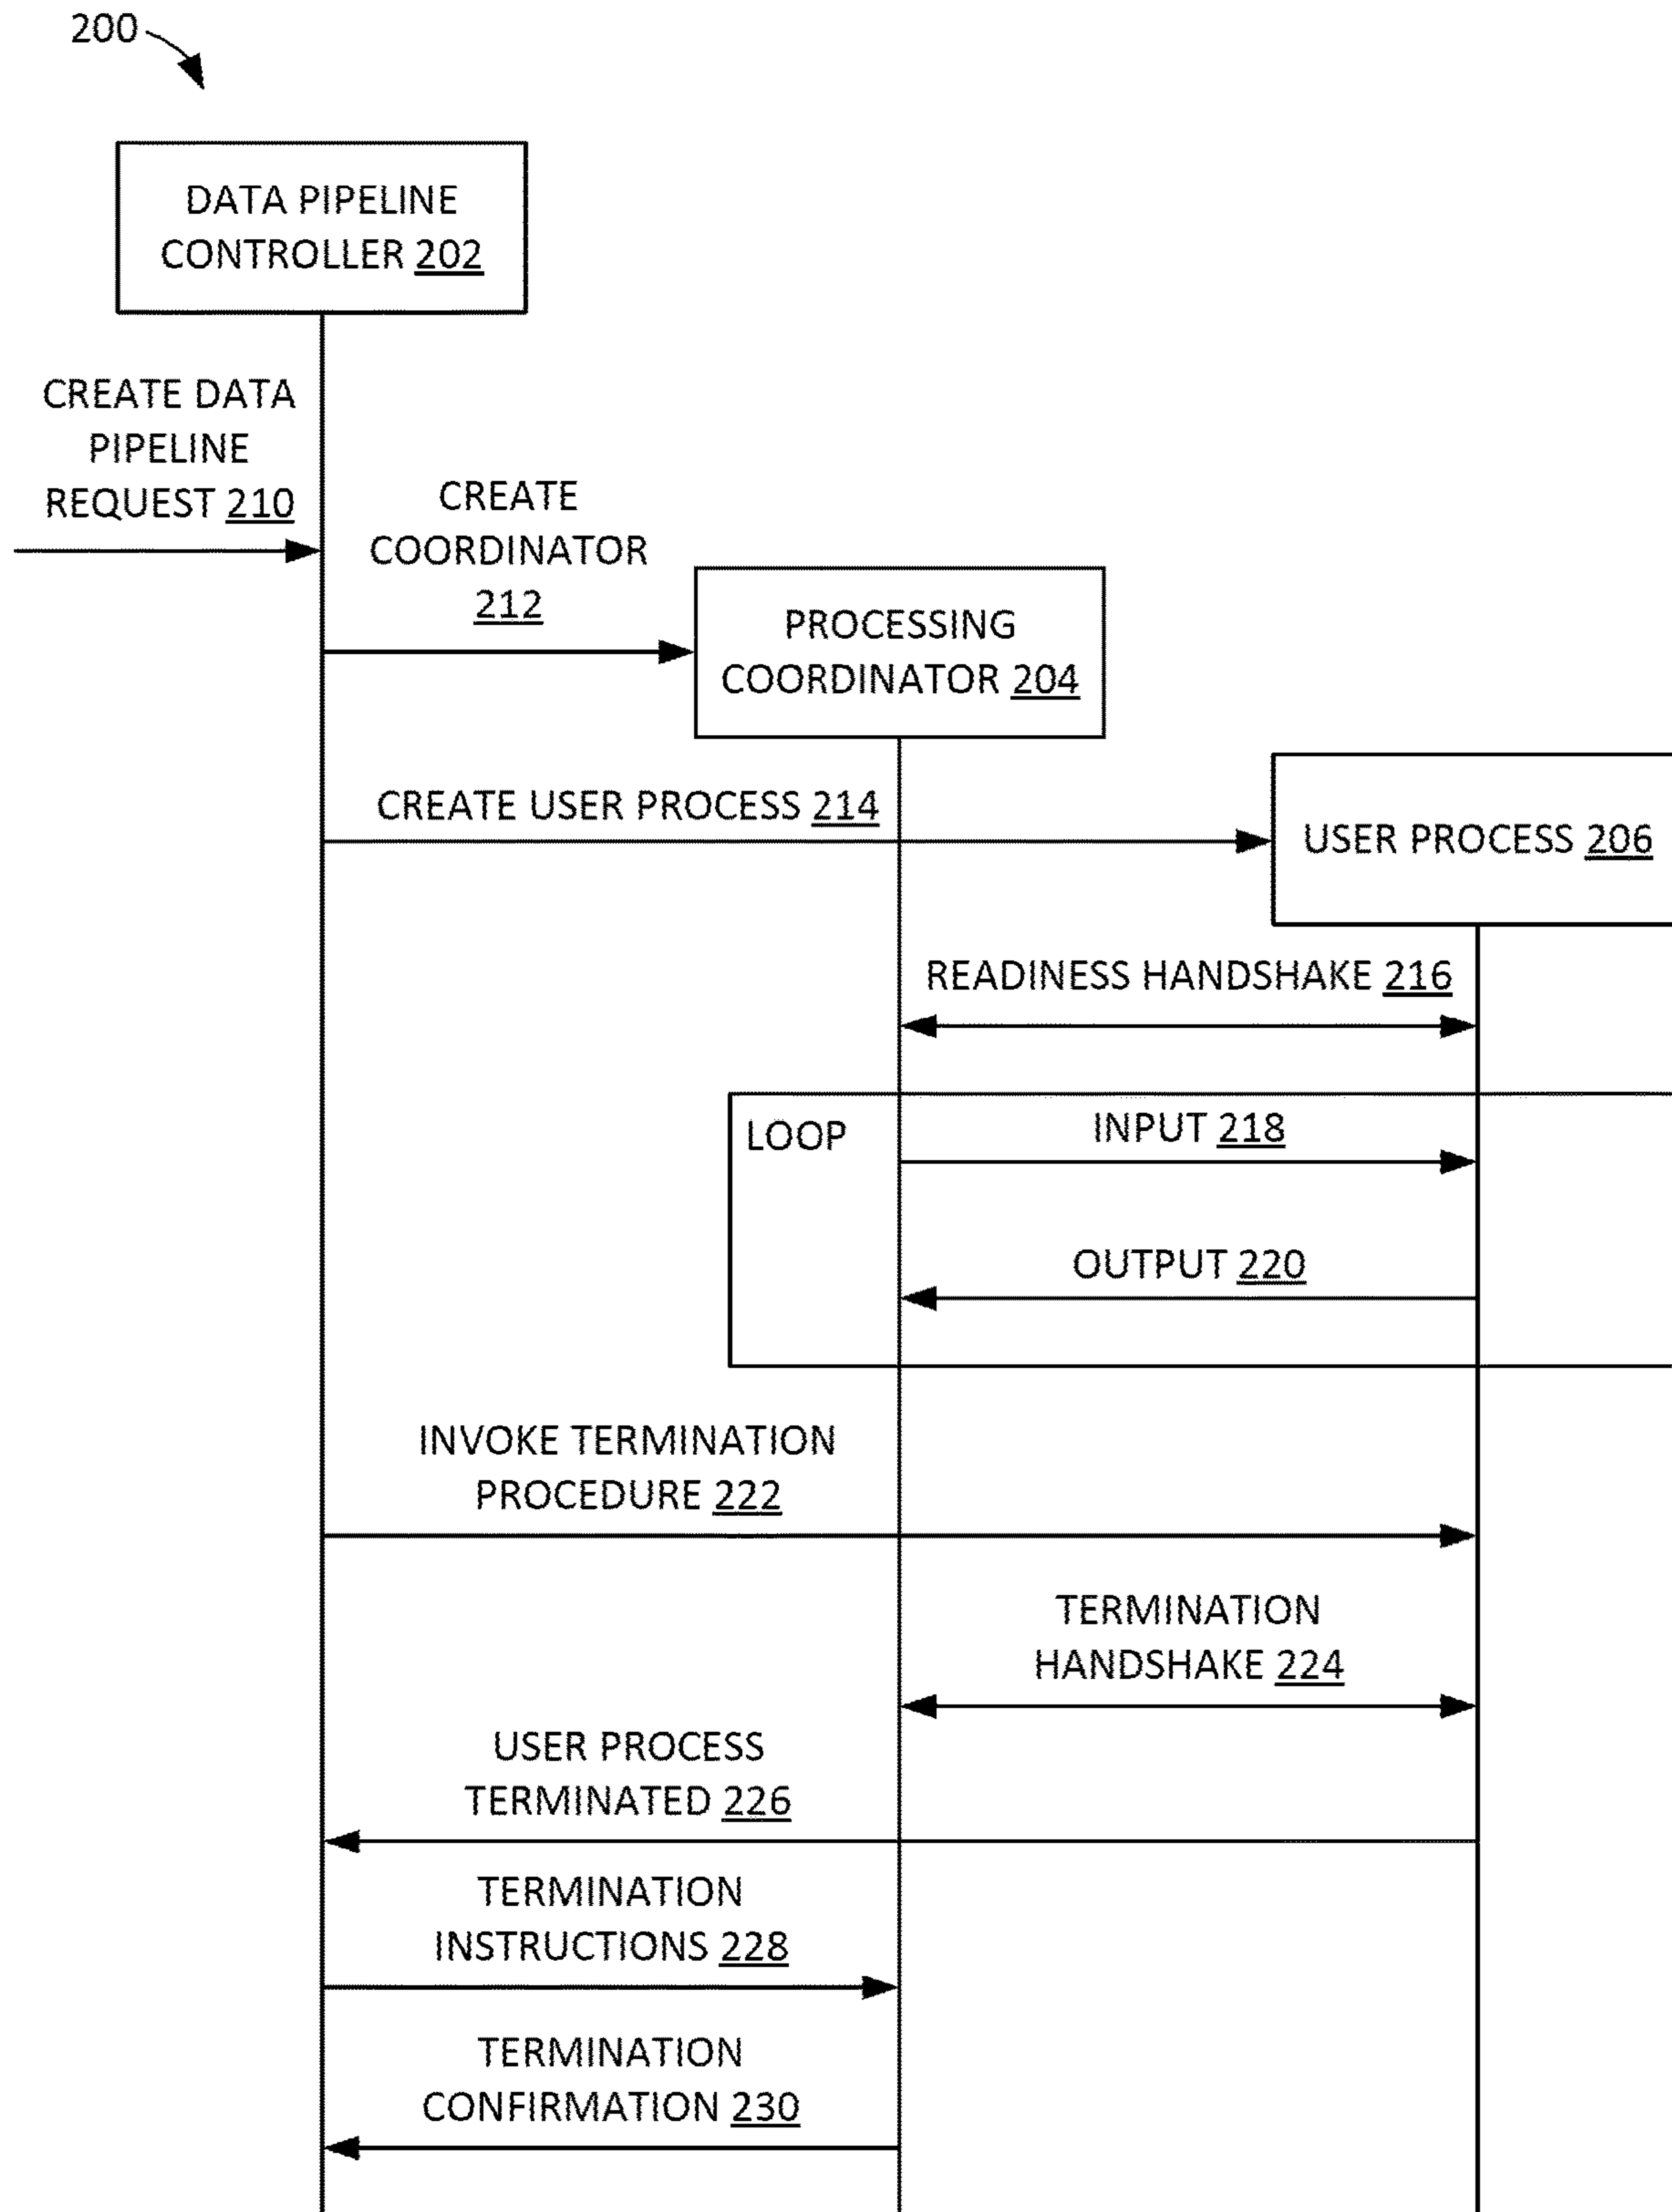 200
DATA PIPELINE
CONTROLLER 202
CREATE DATA
PIPELINE
REQUEST 210
CREATE
COORDINATOR
212
PROCESSING
COORDINATOR 204
CREATE USER PROCESS 214
USER PROCESS 206
READINESS HANDSHAKE 216
LOOP
INPUT 218
OUTPUT 220
INVOKE TERMINATION
PROCEDURE 222
TERMINATION
HANDSHAKE 224
USER PROCESS
TERMINATED 226
TERMINATION
INSTRUCTIONS 228
TERMINATION
CONFIRMATION 230